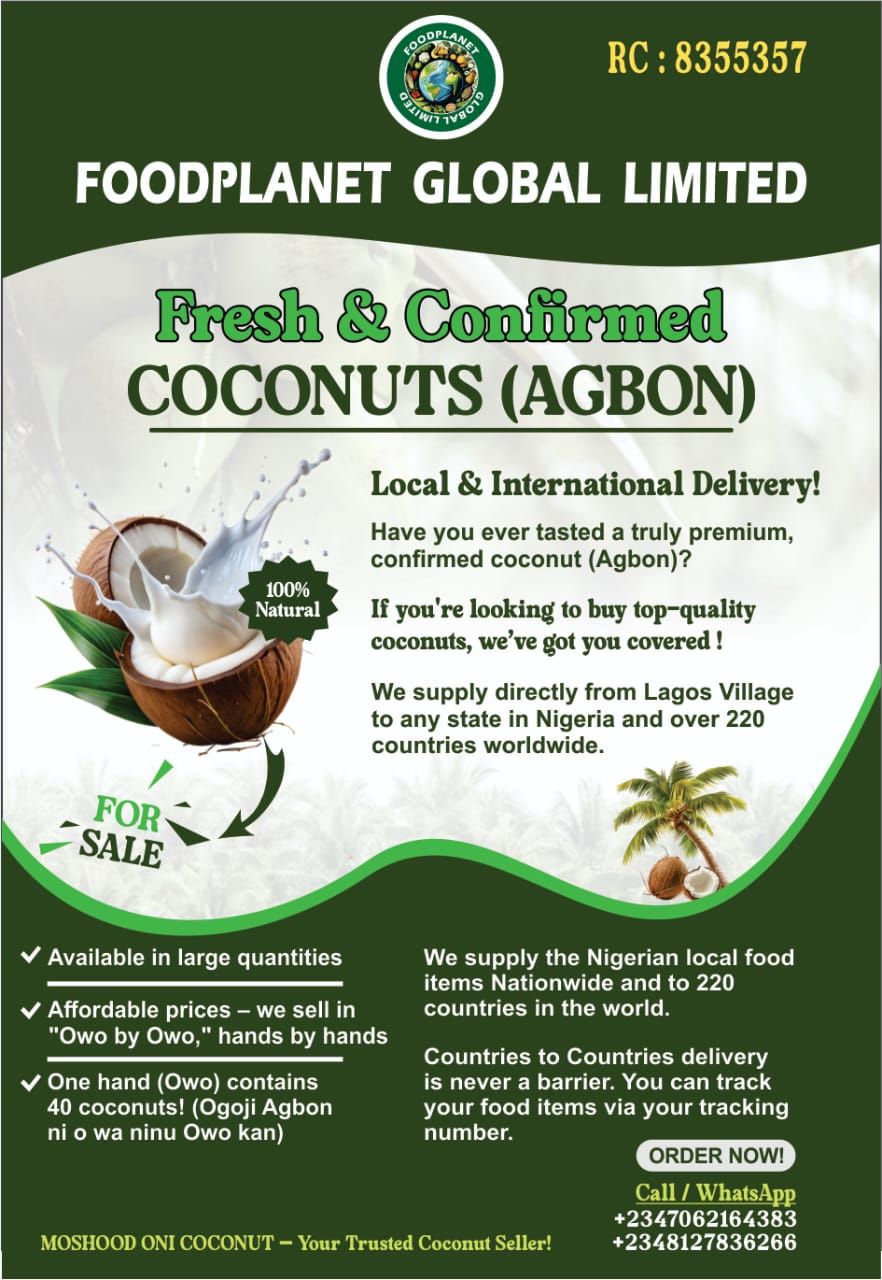 FOODPLANET
GLOBAL LIMITED
RC : 8355357
FOODPLANET GLOBAL LIMITED
Fresh & Confirmed
COCONUTS (AGBON)
Local & International Delivery!
Have you ever tasted a truly premium,
confirmed coconut (Agbon)?
If you're looking to buy top-quality
coconuts, we’ve got you covered !
We supply directly from Lagos Village
to any state in Nigeria and over 220
countries worldwide.
100%
Natural
FOR
SALE
Available in large quantities
Affordable prices – we sell in
"Owo by Owo," hands by hands
One hand (Owo) contains
40 coconuts! (Ogoji Agbon
ni o wa ninu Owo kan)
We supply the Nigerian local food
items Nationwide and to 220
countries in the world.
Countries to Countries delivery
is never a barrier. You can track
your food items via your tracking
number.
ORDER NOW!
Call / WhatsApp
+2347062164383
+2348127836266
MOSHOOD ONI COCONUT – Your Trusted Coconut Seller!